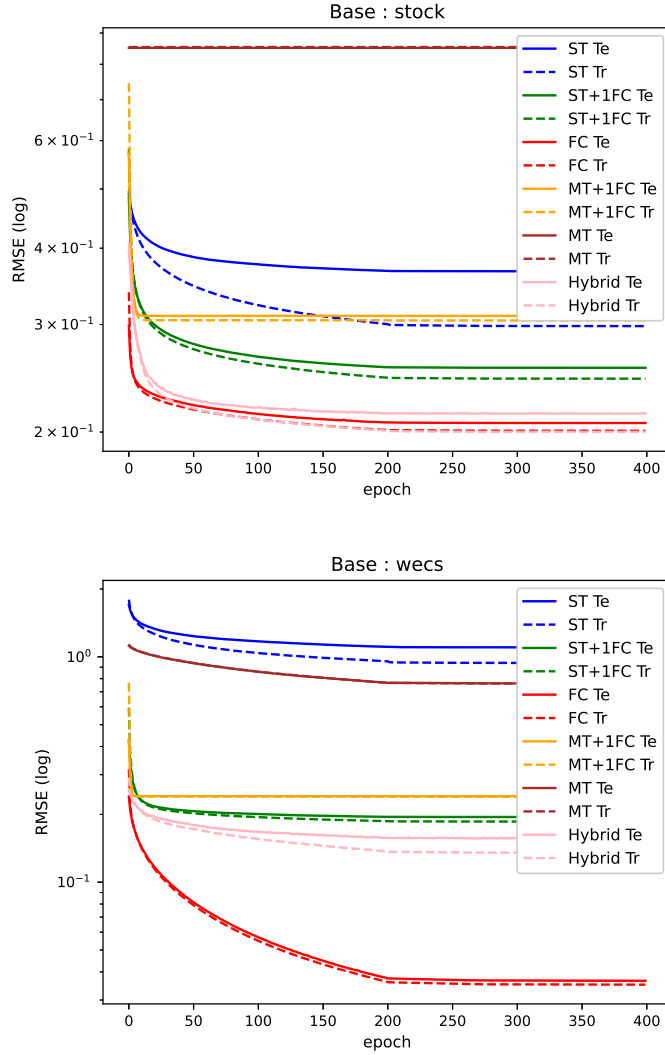 Base : stock
RMSE (log)
6 × 10⁻¹
4 × 10⁻¹
3 × 10⁻¹
2 × 10⁻¹
ST Te
ST Tr
ST+1FC Te
ST+1FC Tr
FC Te
FC Tr
MT+1FC Te
MT+1FC Tr
MT Te
MT Tr
Hybrid Te
Hybrid Tr
0 50 100 150 200 250 300 350 400
epoch
Base : wecs
RMSE (log)
10⁰
10⁻¹
ST Te
ST Tr
ST+1FC Te
ST+1FC Tr
FC Te
FC Tr
MT+1FC Te
MT+1FC Tr
MT Te
MT Tr
Hybrid Te
Hybrid Tr
0 50 100 150 200 250 300 350 400
epoch